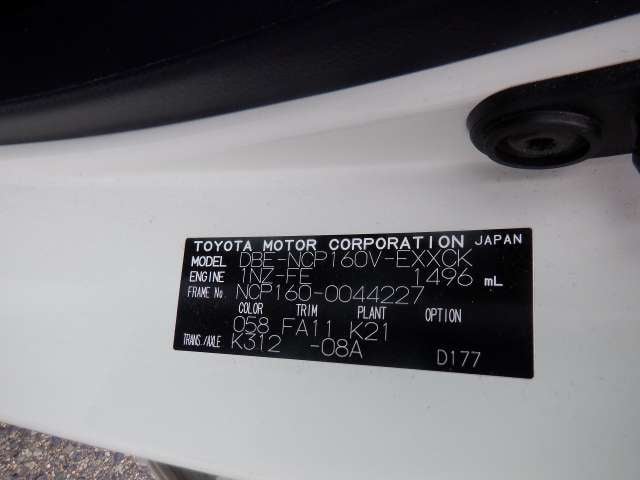 TOYOTA MOTOR CORPORATION JAPAN
MODEL DBE-NCP160V-EXXCK
ENGINE 1NZ-FE 1496 mL
FRAME No. NCP160-0044227
COLOR TRIM PLANT OPTION
058 FA11 K21
TRANS./AXLE K312 -08A
D177